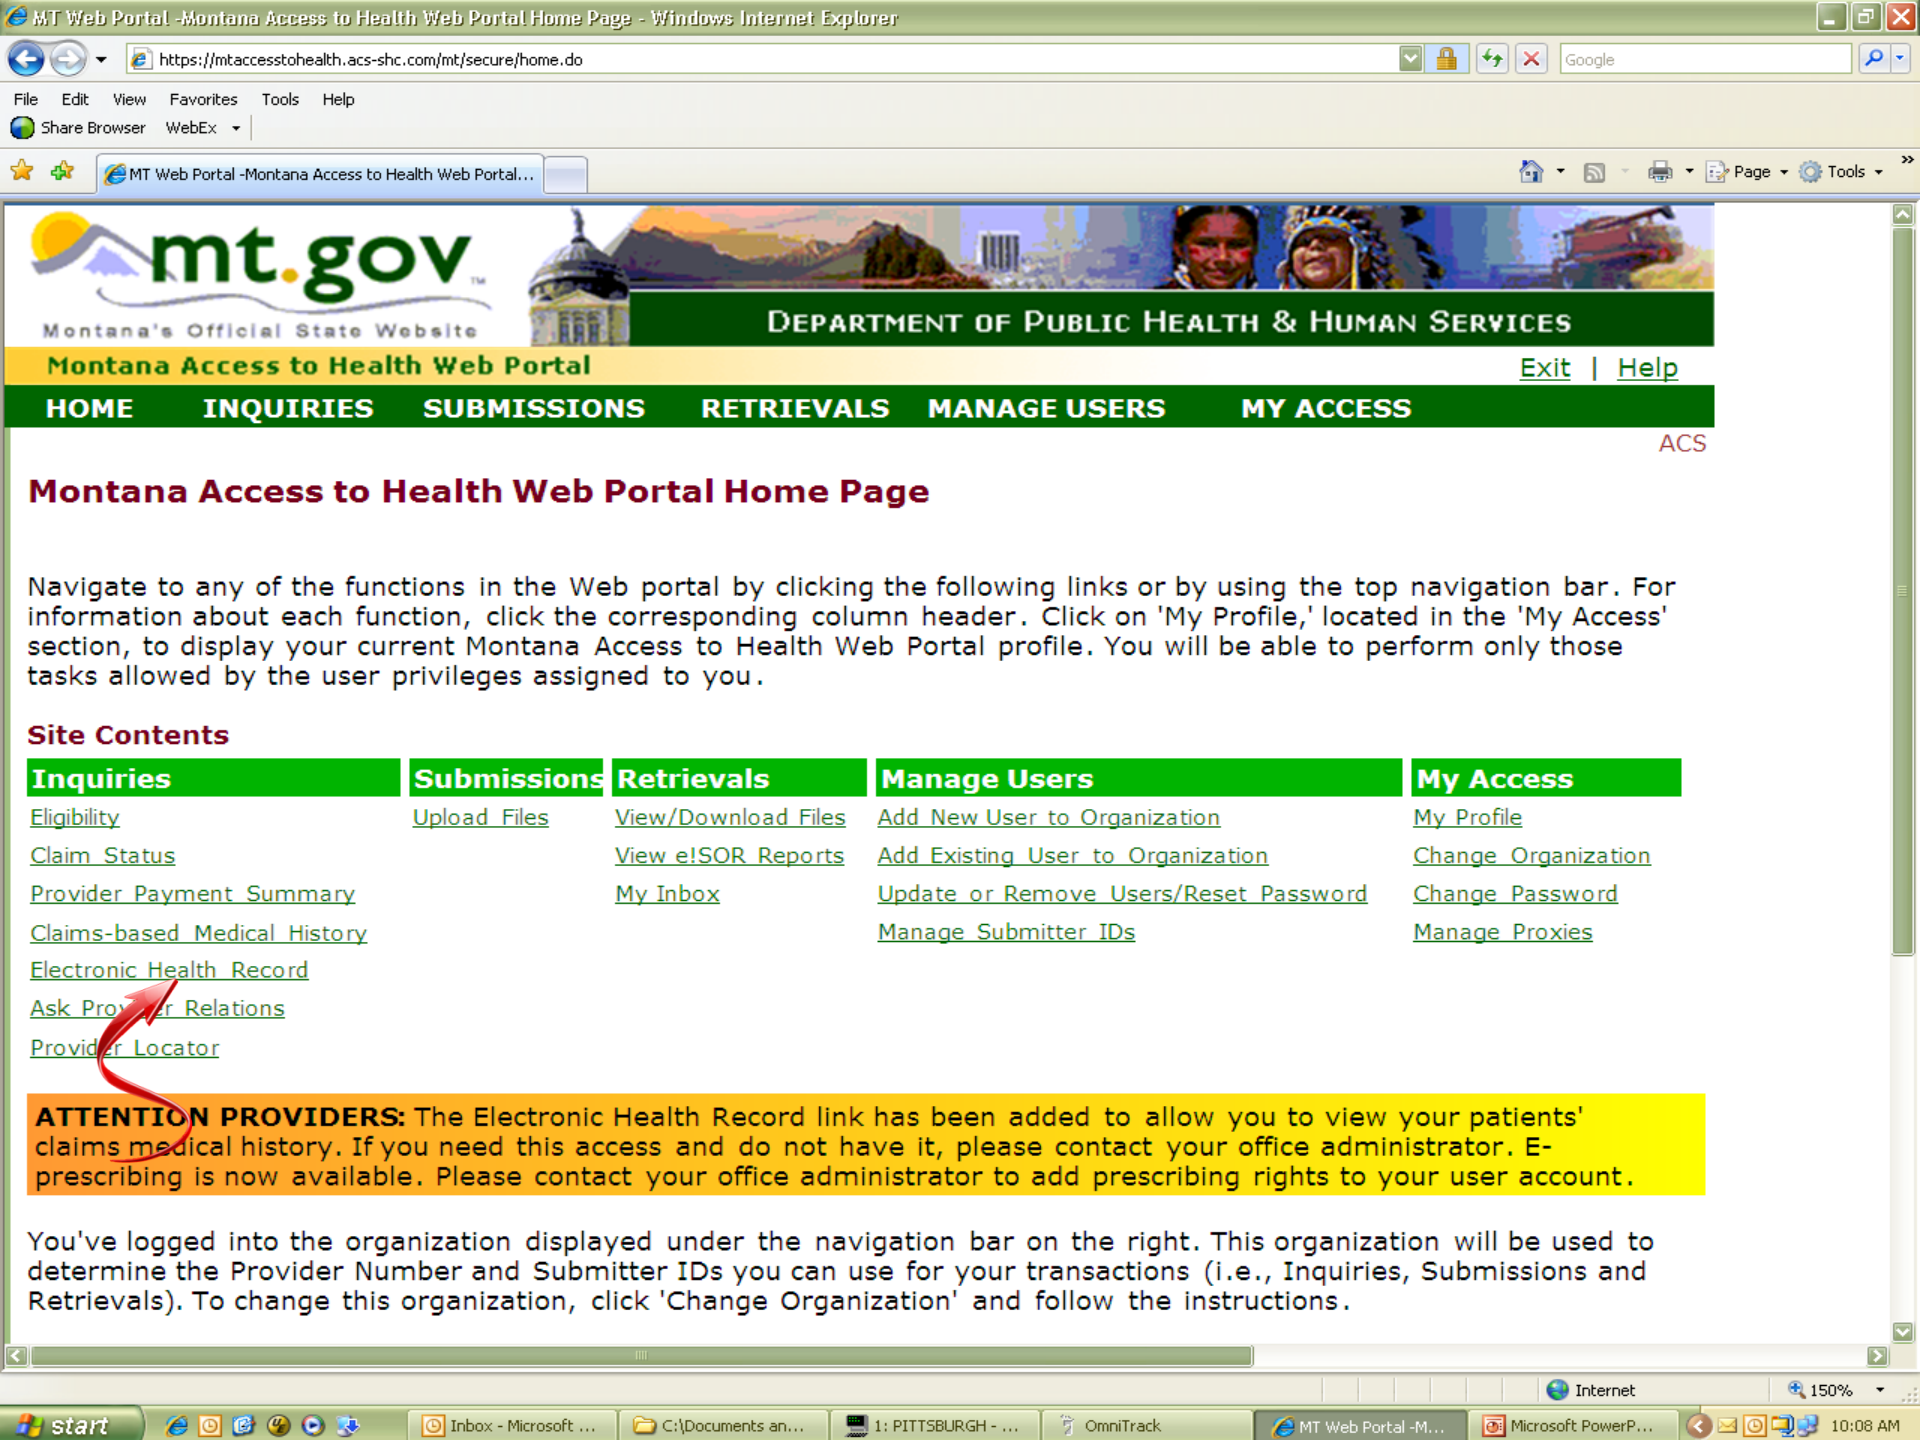 MT Web Portal -Montana Access to Health Web Portal Home Page - Windows Internet Explorer
https://mtaccesstohealth.acs-shc.com/mt/secure/home.do
Google
File Edit View Favorites Tools Help
Share Browser WebEx
MT Web Portal -Montana Access to Health Web Portal...
Page Tools »
mt.gov™
Montana's Official State Website
DEPARTMENT OF PUBLIC HEALTH & HUMAN SERVICES
Montana Access to Health Web Portal
Exit | Help
HOME INQUIRIES SUBMISSIONS RETRIEVALS MANAGE USERS MY ACCESS
ACS
Montana Access to Health Web Portal Home Page
Navigate to any of the functions in the Web portal by clicking the following links or by using the top navigation bar. For
information about each function, click the corresponding column header. Click on 'My Profile,' located in the 'My Access'
section, to display your current Montana Access to Health Web Portal profile. You will be able to perform only those
tasks allowed by the user privileges assigned to you.
Site Contents
Inquiries Submissions Retrievals Manage Users My Access
Eligibility Upload Files View/Download Files Add New User to Organization My Profile
Claim Status View e!SOR Reports Add Existing User to Organization Change Organization
Provider Payment Summary My Inbox Update or Remove Users/Reset Password Change Password
Claims-based Medical History Manage Submitter IDs Manage Proxies
Electronic Health Record
Ask Provider Relations
Provider Locator
ATTENTION PROVIDERS: The Electronic Health Record link has been added to allow you to view your patients'
claims medical history. If you need this access and do not have it, please contact your office administrator. E-
prescribing is now available. Please contact your office administrator to add prescribing rights to your user account.
You've logged into the organization displayed under the navigation bar on the right. This organization will be used to
determine the Provider Number and Submitter IDs you can use for your transactions (i.e., Inquiries, Submissions and
Retrievals). To change this organization, click 'Change Organization' and follow the instructions.
Internet 150%
start Inbox - Microsoft ... C:\Documents an... 1: PITTSBURGH - ... OmniTrack MT Web Portal -M... Microsoft PowerP... 10:08 AM